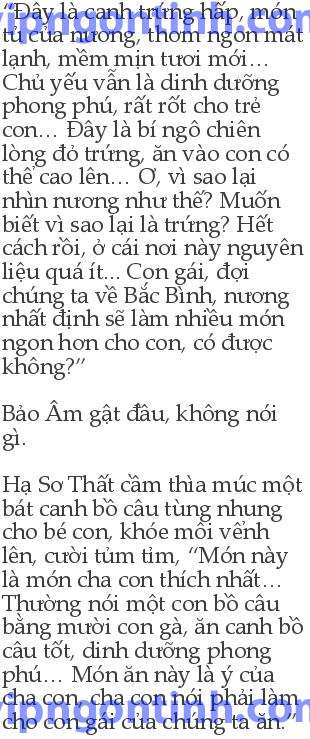 “Đây là canh trứng hấp, món
tủ của nương, thơm ngon mát
lạnh, mềm mịn tươi mới...
Chủ yếu vẫn là dinh dưỡng
phong phú, rất rốt cho trẻ
con... Đây là bí ngô chiên
lòng đỏ trứng, ăn vào con có
thể cao lên... Ơ, vì sao lại
nhìn nương như thế? Muốn
biết vì sao lại là trứng? Hết
cách rồi, ở cái nơi này nguyên
liệu quá ít... Con gái, đợi
chúng ta về Bắc Bình, nương
nhất định sẽ làm nhiều món
ngon hơn cho con, có được
không?”
Bảo Âm gật đầu, không nói
gì.
Hạ Sơ Thất cầm thìa múc một
bát canh bồ câu tùng nhung
cho bé con, khóe môi vểnh
lên, cười tủm tỉm, “Món này
là món cha con thích nhất...
Thường nói một con bồ câu
bằng mười con gà, ăn canh bồ
câu tốt, dinh dưỡng phong
phú... Món ăn này là ý của
cha con, cha con nói phải làm
cho con gái của chúng ta ăn.”
vipngontinh.com
vipngontinh.com